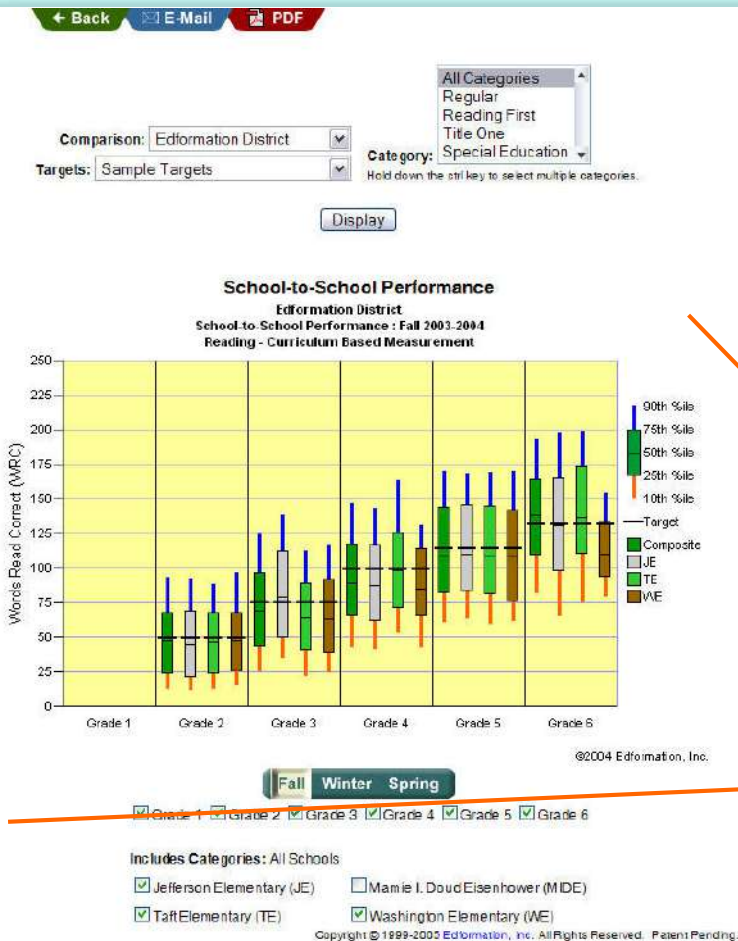 ← Back E-Mail PDF
All Categories
Regular
Reading First
Title One
Special Education
Comparison: Edformation District
Targets: Sample Targets
Category:
Hold down the ctrl key to select multiple categories.
Display
School-to-School Performance
Edformation District
School-to-School Performance : Fall 2003-2004
Reading - Curriculum Based Measurement
Words Read Correct (WRC)
250
225
200
175
150
125
100
75
50
25
0
90th %ile
75th %ile
50th %ile
25th %ile
10th %ile
Target
Composite
JE
TE
WE
Grade 1 Grade 2 Grade 3 Grade 4 Grade 5 Grade 6
©2004 Edformation, Inc.
Fall Winter Spring
Grade 1 Grade 2 Grade 3 Grade 4 Grade 5 Grade 6
Includes Categories: All Schools
Jefferson Elementary (JE) Mamie I. Doud Eisenhower (MIDE)
Taft Elementary (TE) Washington Elementary (WE)
Copyright © 1999-2005 Edformation, Inc. All Rights Reserved. Patent Pending.